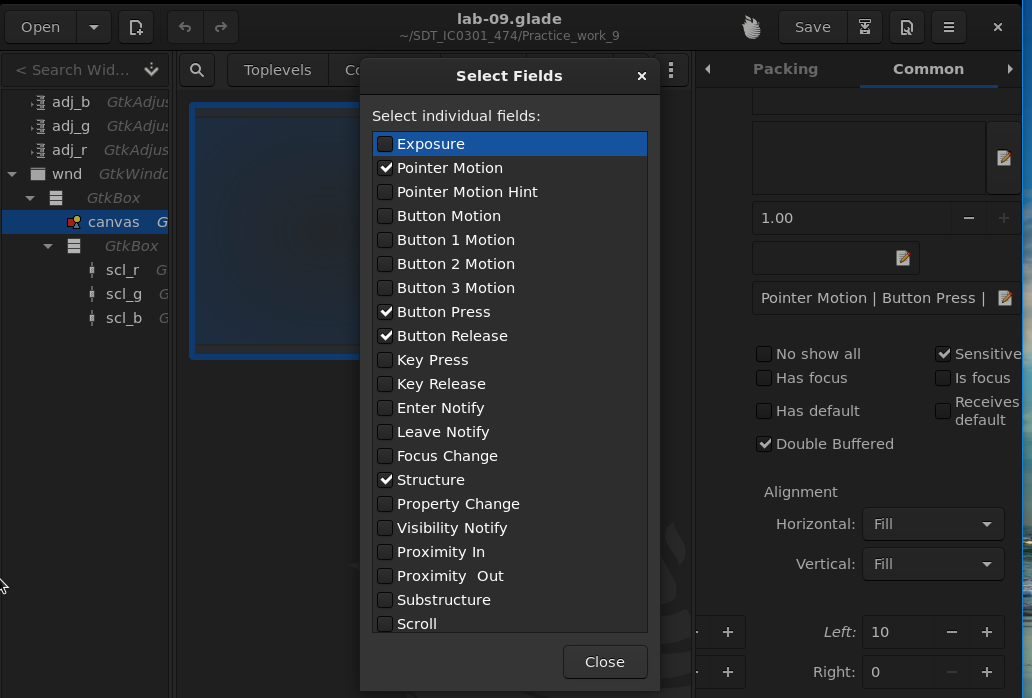 Open
lab-09.glade
~/SDT_IC0301_474/Practice_work_9
Save
< Search Wid...
Toplevels
Co
Packing
Common
adj_b GtkAdjus
adj_g GtkAdjus
adj_r GtkAdjus
wnd GtkWindo
GtkBox
canvas G
GtkBox
scl_r G
scl_g G
scl_b G
Select Fields
Select individual fields:
Exposure
Pointer Motion
Pointer Motion Hint
Button Motion
Button 1 Motion
Button 2 Motion
Button 3 Motion
Button Press
Button Release
Key Press
Key Release
Enter Notify
Leave Notify
Focus Change
Structure
Property Change
Visibility Notify
Proximity In
Proximity  Out
Substructure
Scroll
Close
1.00
Pointer Motion | Button Press |
No show all
Sensitive
Has focus
Is focus
Has default
Receives
default
Double Buffered
Alignment
Horizontal: Fill
Vertical: Fill
Left: 10
Right: 0